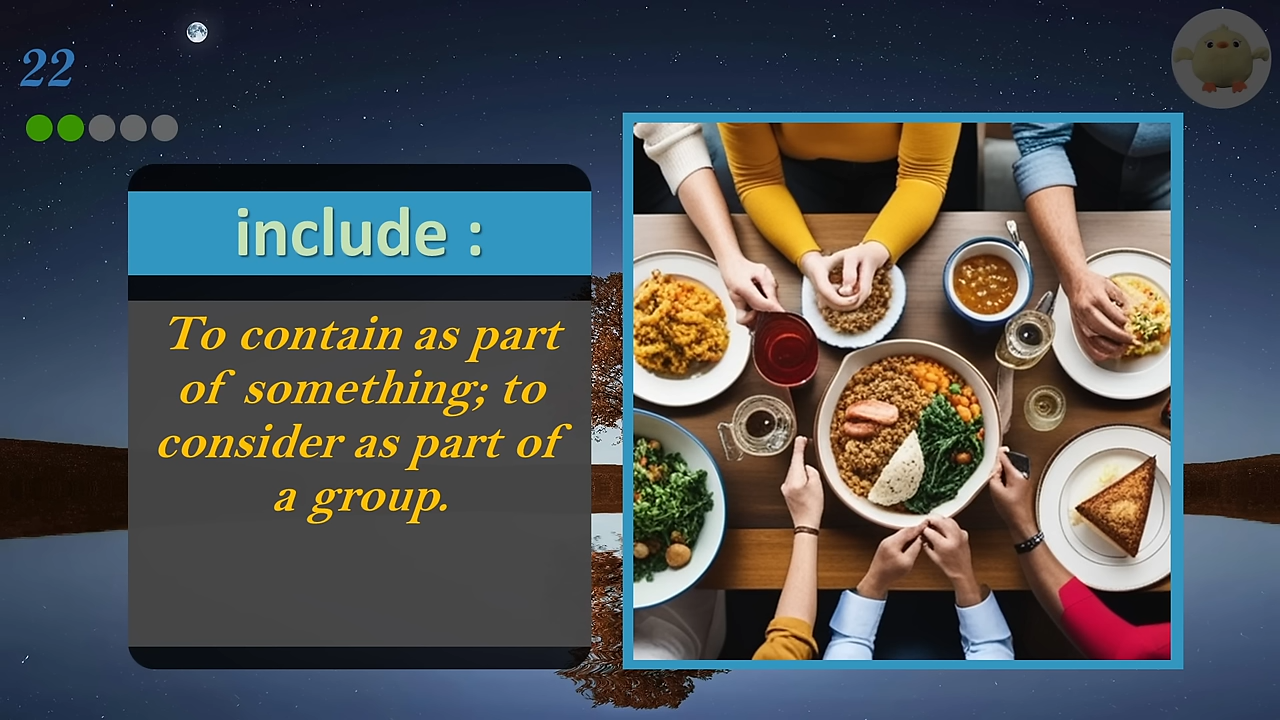 22
include :
To contain as part
of something; to
consider as part of
a group.